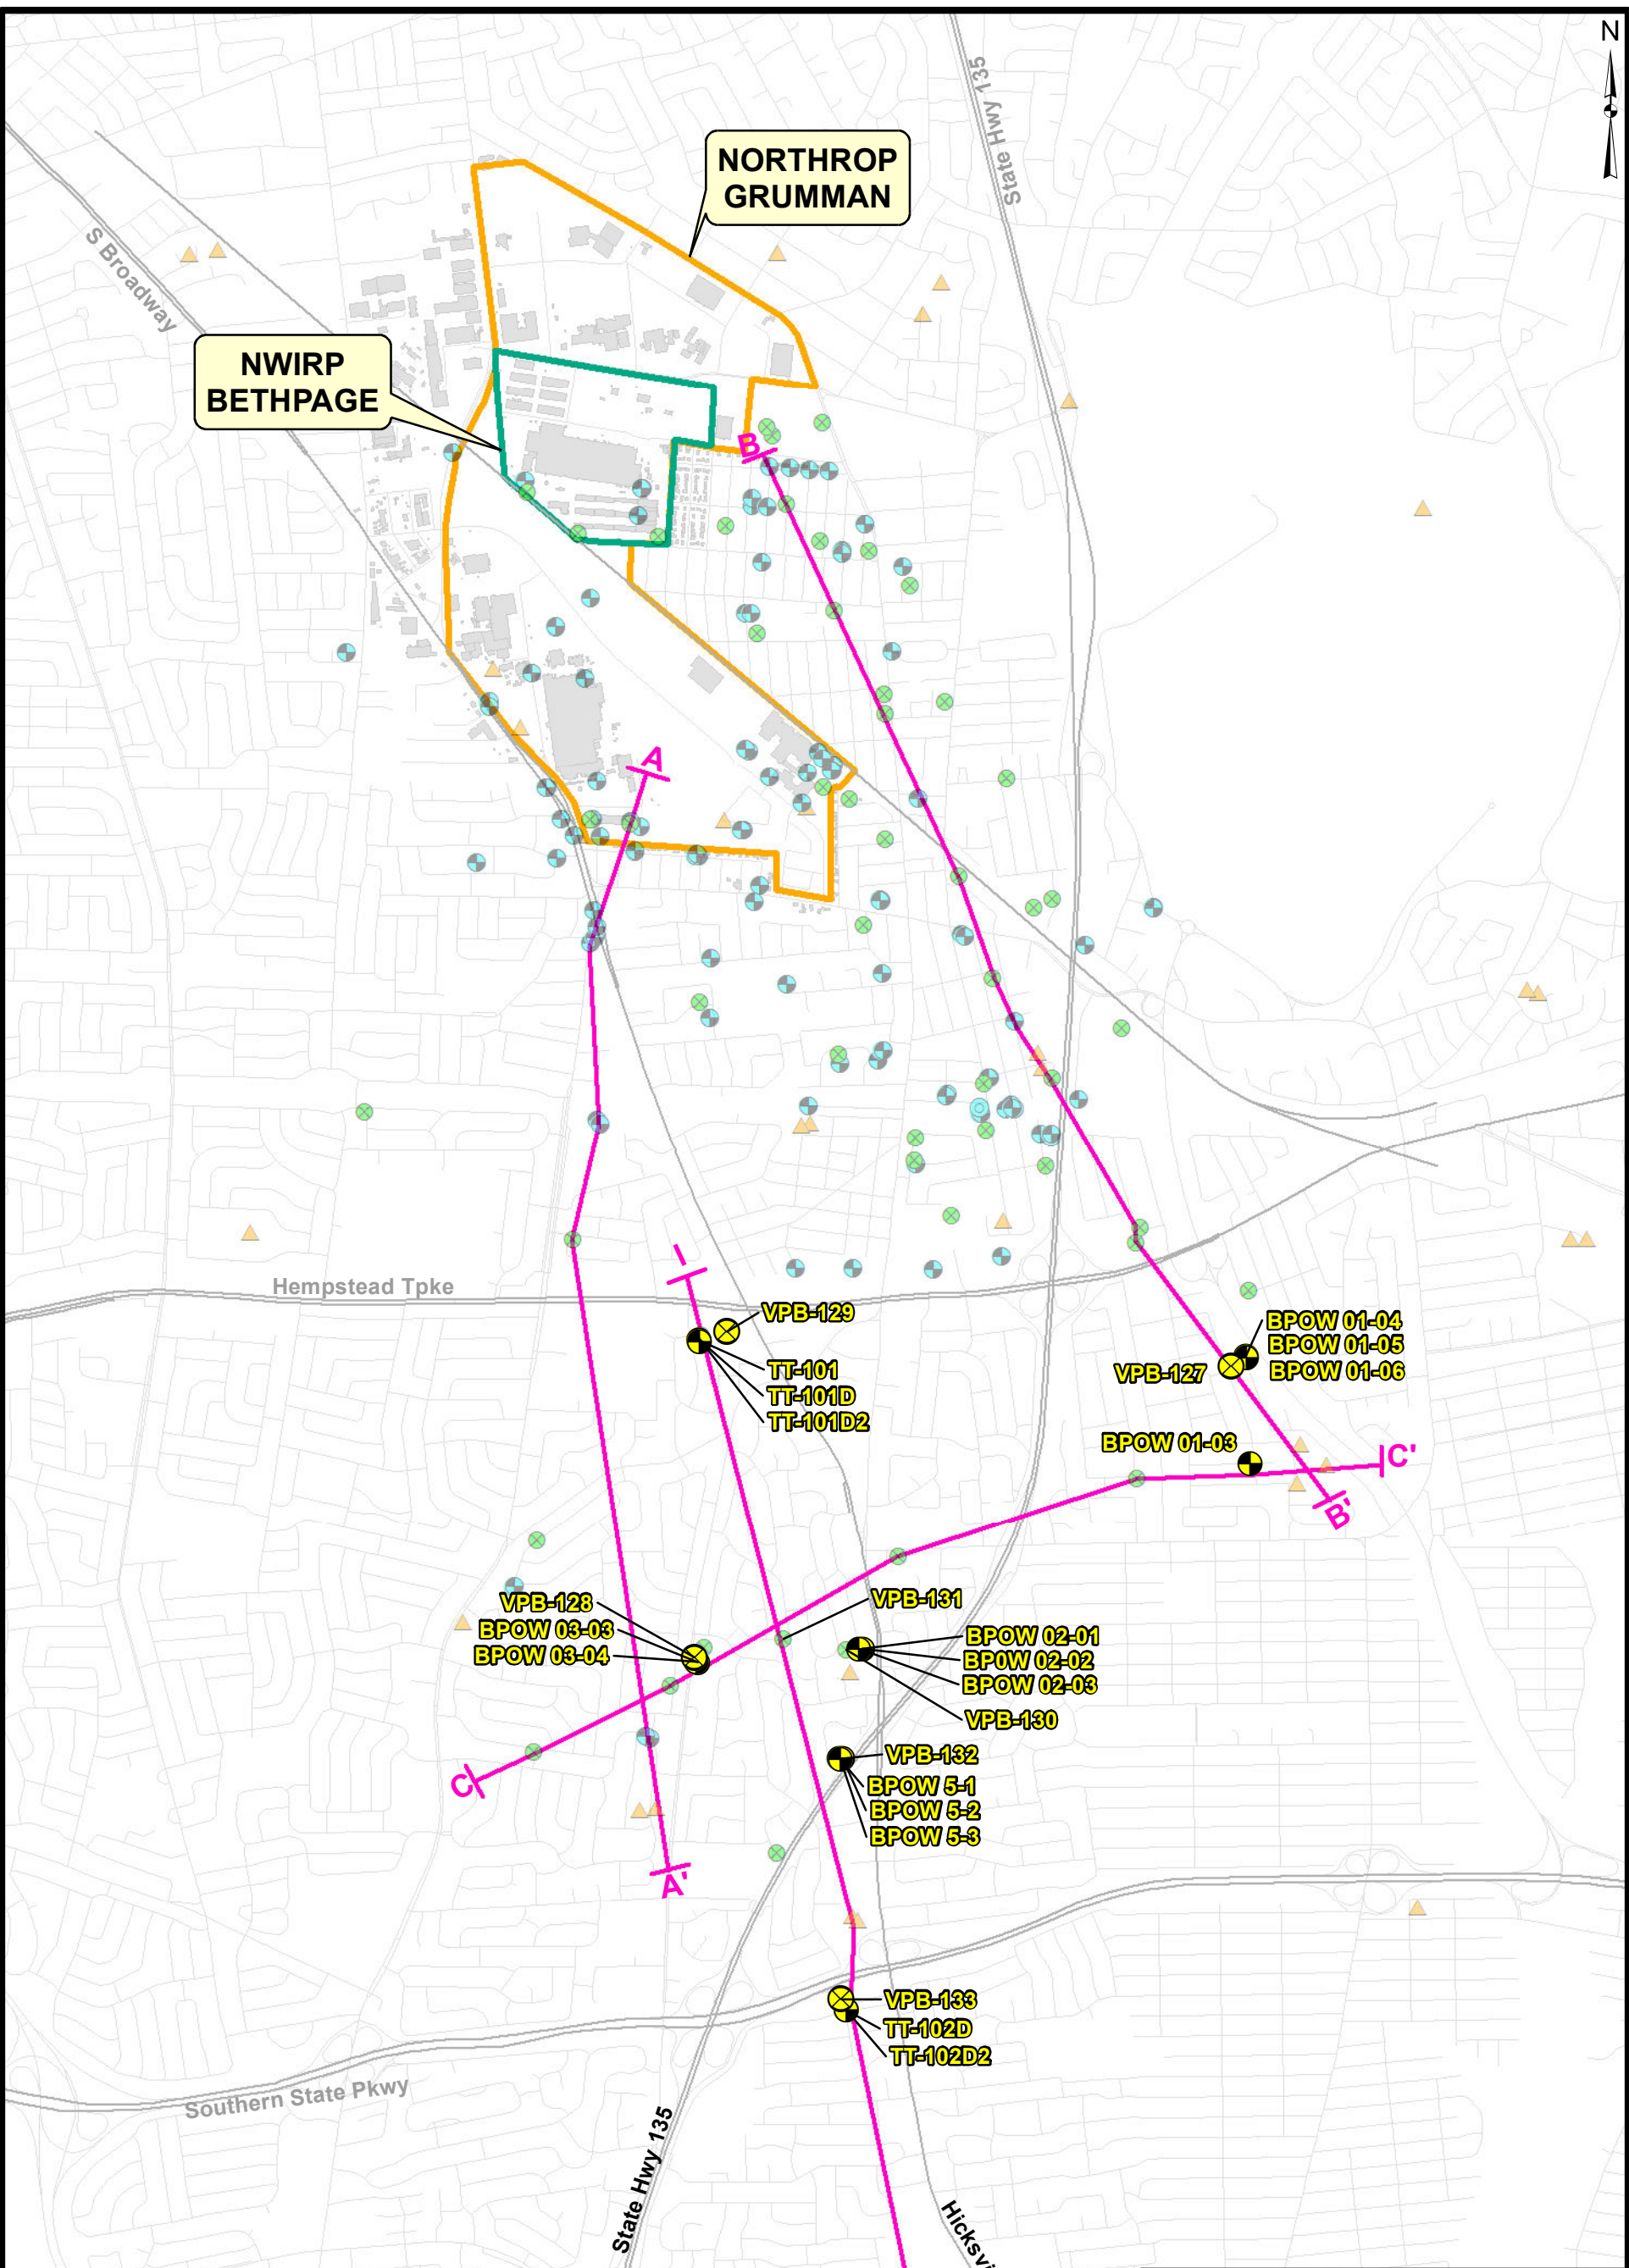 N
State Hwy 135
NORTHROP
GRUMMAN
S Broadway
NWIRP
BETHPAGE
B
A
I
Hempstead Tpke
VPB-129
TT-101
TT-101D
TT-101D2
BPOW 01-04
BPOW 01-05
BPOW 01-06
VPB-127
BPOW 01-03
C'
B'
VPB-128
BPOW 03-03
BPOW 03-04
VPB-131
BPOW 02-01
BP0W 02-02
BPOW 02-03
VPB-130
VPB-132
BPOW 5-1
BPOW 5-2
BPOW 5-3
C
A'
VPB-133
TT-102D
TT-102D2
Southern State Pkwy
State Hwy 135
Hicksvi